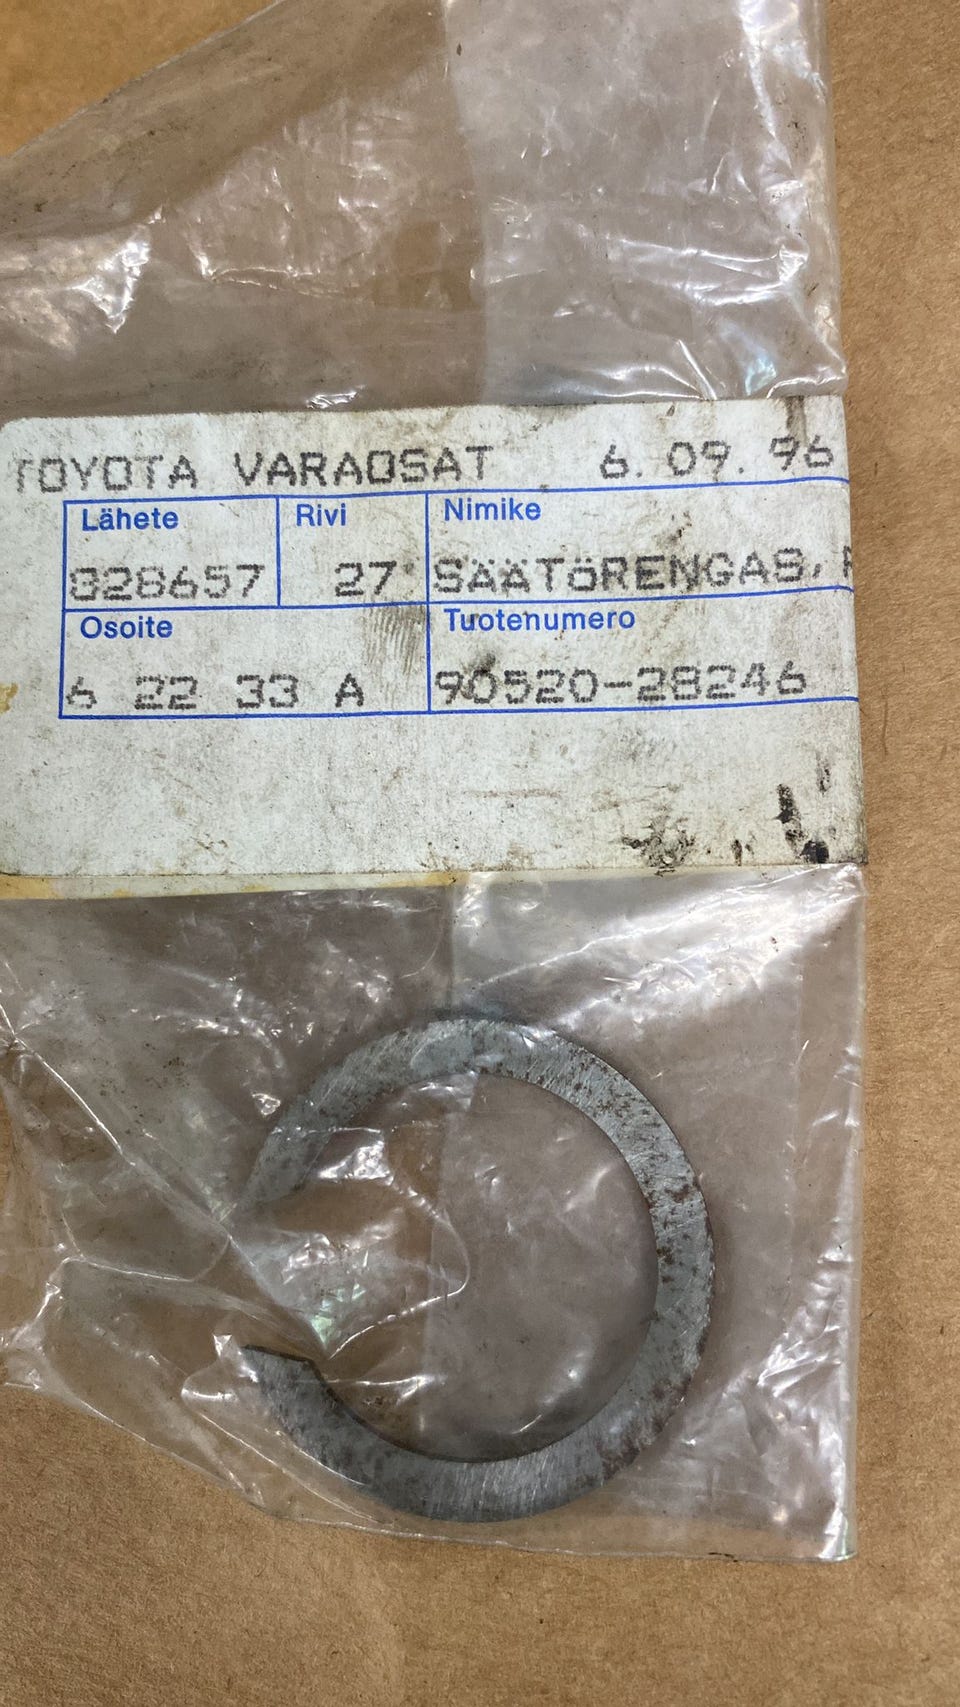 TOYOTA VARAOSAT 6.09.96
Lähete Rivi Nimike
828657 27 SÄÄTÖRENGAS,
Osoite Tuotenumero
6 22 33 A 90520-28246